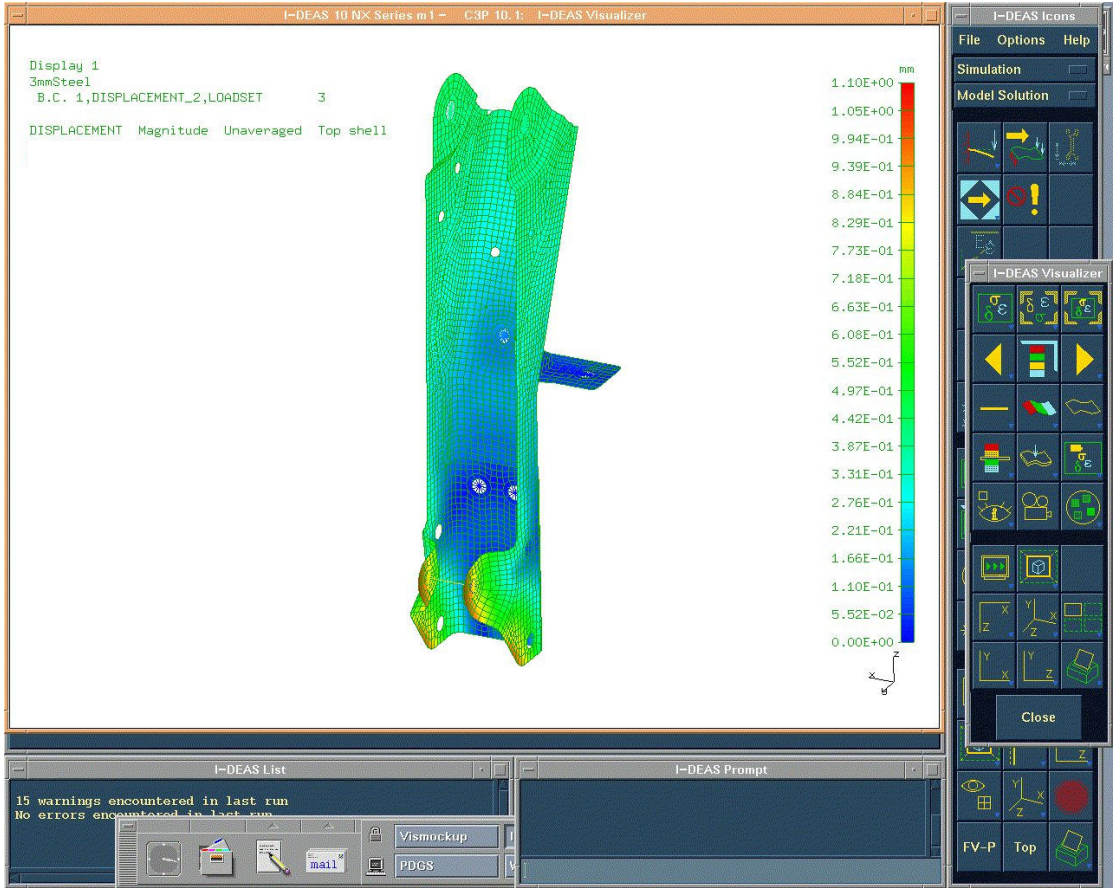 I-DEAS 10 NX Series m1 -    C3P 10.1:   I-DEAS Visualizer
Display 1
3mmSteel
B.C. 1,DISPLACEMENT_2,LOADSET    3
DISPLACEMENT  Magnitude  Unaveraged  Top shell
mm
1.10E+00
1.05E+00
9.94E-01
9.39E-01
8.84E-01
8.29E-01
7.73E-01
7.18E-01
6.63E-01
6.08E-01
5.52E-01
4.97E-01
4.42E-01
3.87E-01
3.31E-01
2.76E-01
2.21E-01
1.66E-01
1.10E-01
5.52E-02
0.00E+00
z
x
y
I-DEAS Icons
File  Options  Help
Simulation
Model Solution
I-DEAS Visualizer
Close
FV-P  Top
I-DEAS List
15 warnings encountered in last run
No errors encountered in last run
I-DEAS Prompt
Vismockup
PDGS
mail